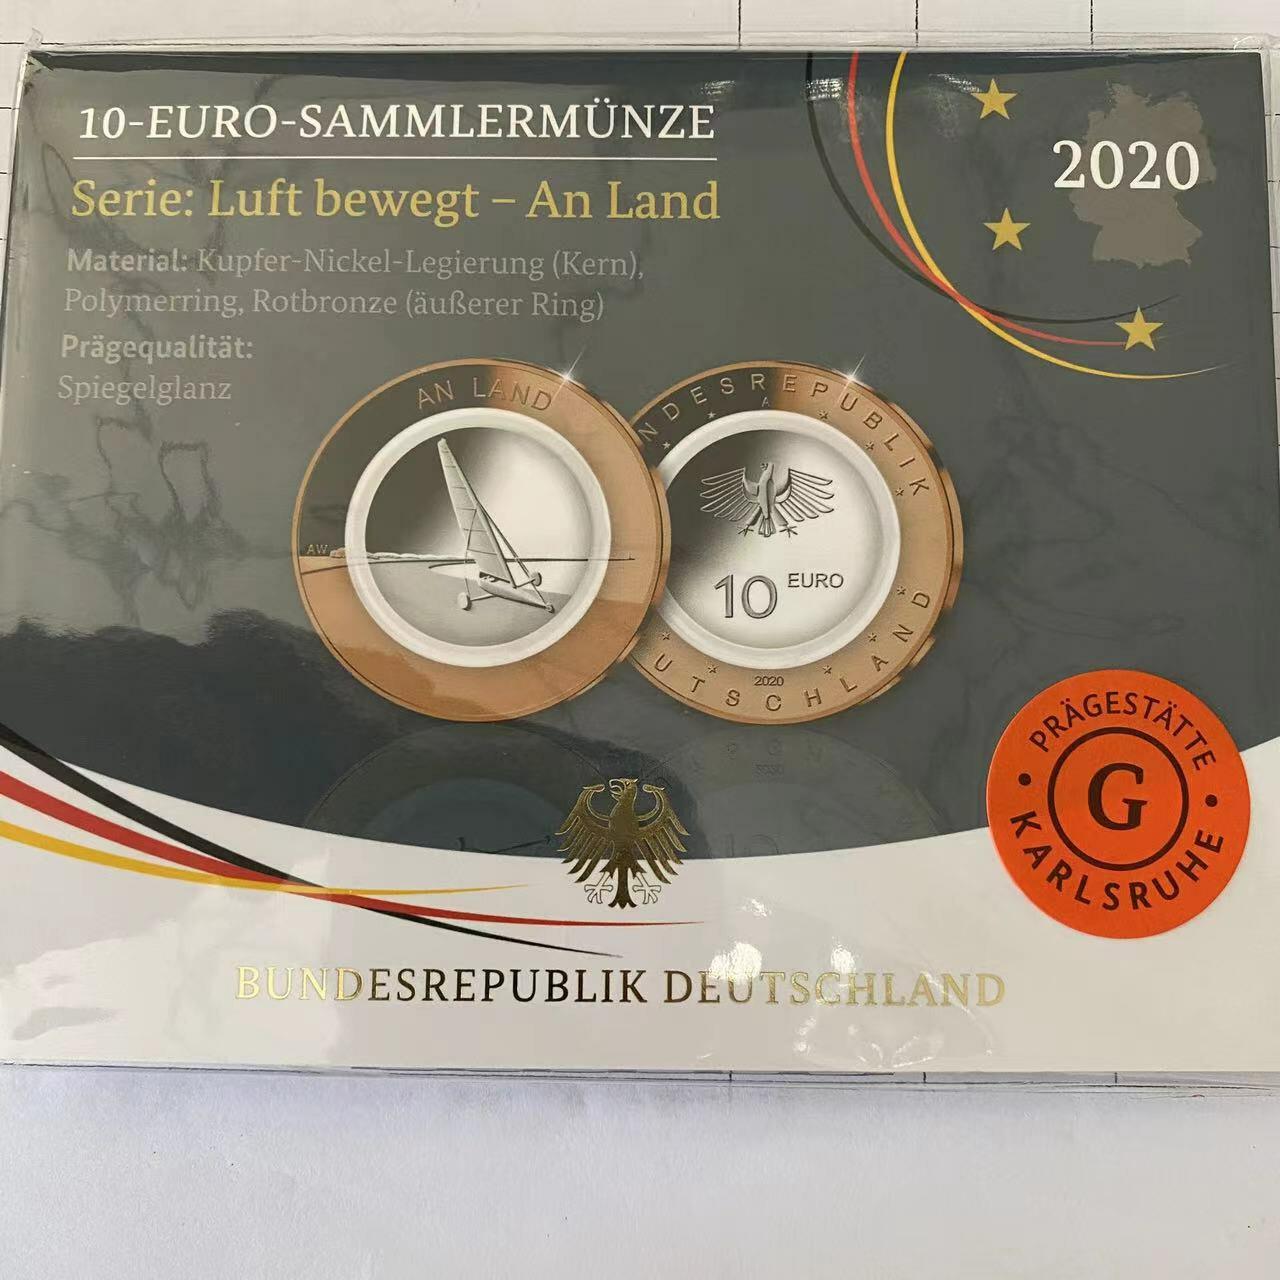 10-EURO-SAMMLERMÜNZE
2020
Serie: Luft bewegt – An Land
Material: Kupfer-Nickel-Legierung (Kern),
Polymerring, Rotbronze (äußerer Ring)
Prägequalität:
Spiegelglanz
AN LAND
AW
NDESREPUBLIK
A
10 EURO
2020
UTSCHLAND
PRÄGESTÄTTE
G
KARLSRUHE
BUNDESREPUBLIK DEUTSCHLAND